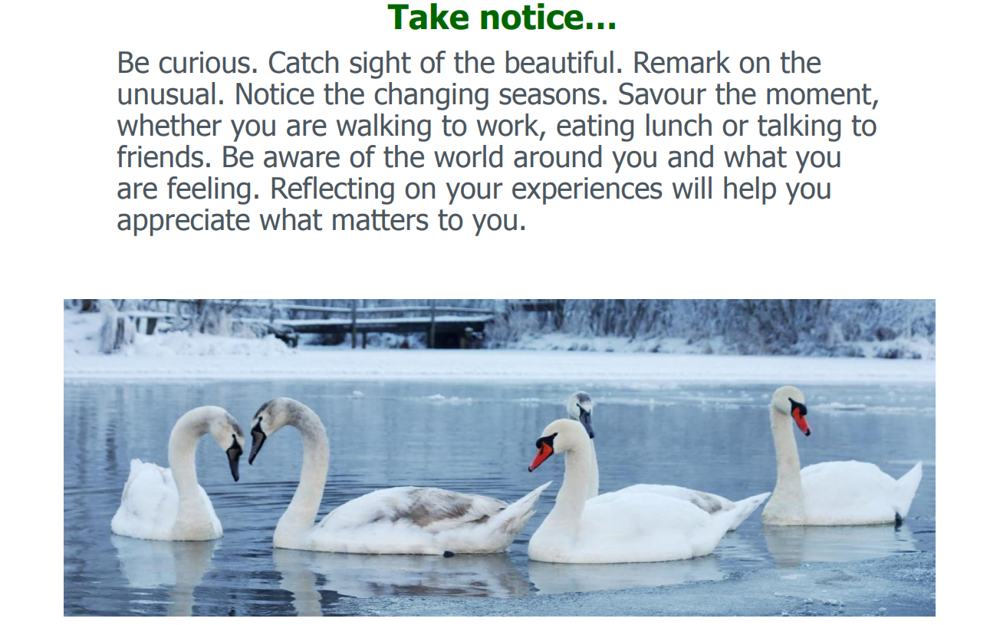 Take notice...
Be curious. Catch sight of the beautiful. Remark on the
unusual. Notice the changing seasons. Savour the moment,
whether you are walking to work, eating lunch or talking to
friends. Be aware of the world around you and what you
are feeling. Reflecting on your experiences will help you
appreciate what matters to you.